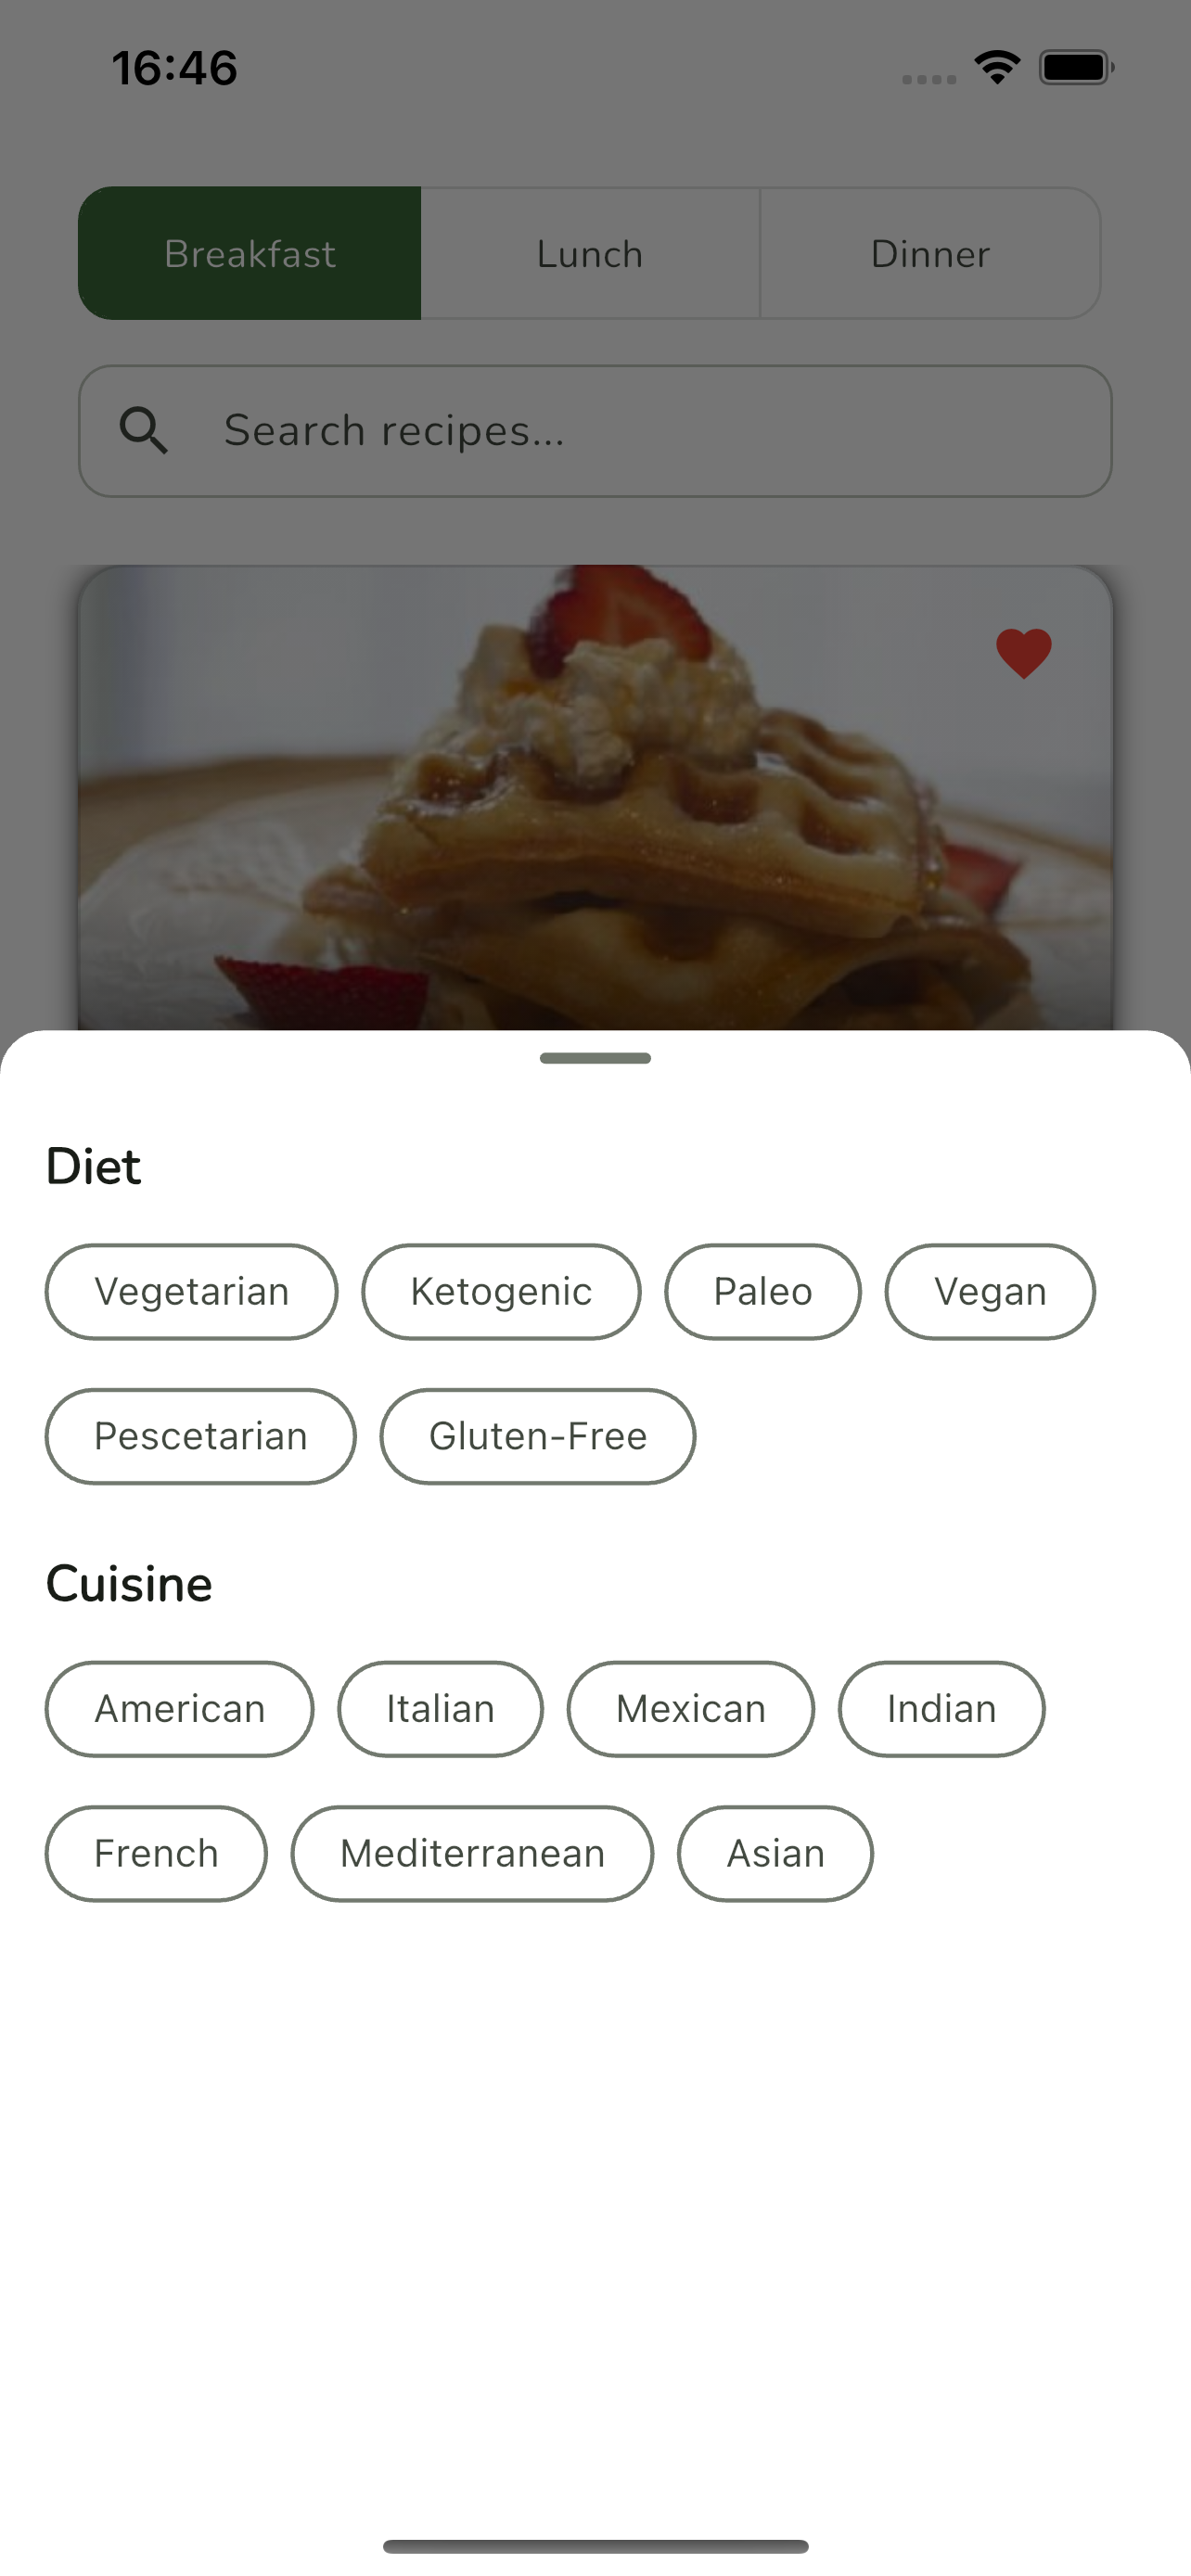 16:46
Breakfast Lunch Dinner
Search recipes...
Diet
Vegetarian Ketogenic Paleo Vegan
Pescetarian Gluten-Free
Cuisine
American Italian Mexican Indian
French Mediterranean Asian